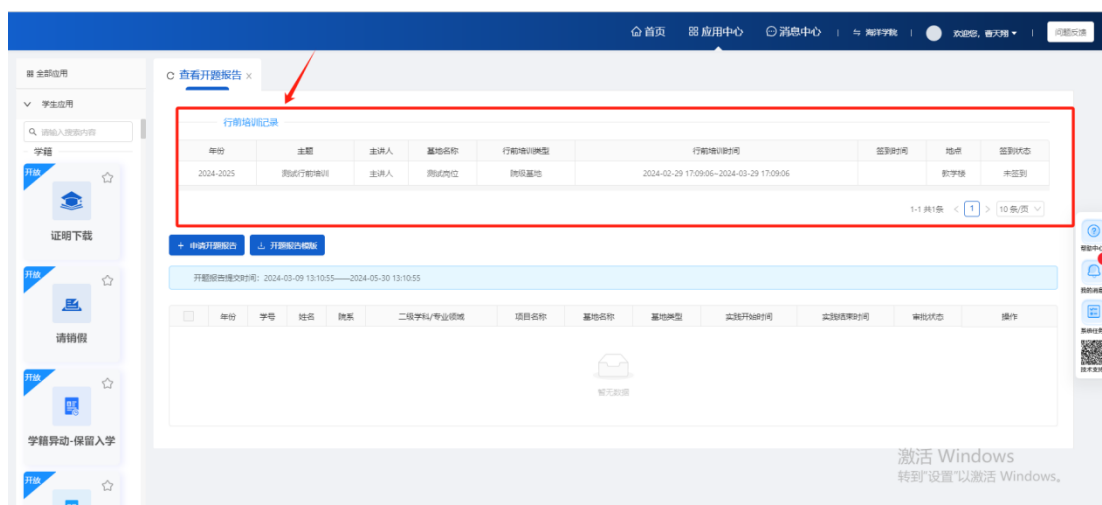 首页 应用中心 消息中心 海洋学院 欢迎您, 问题反馈
全部应用
查看开题报告
学生应用
请输入搜索内容
学籍
开放
证明下载
开放
请销假
开放
学籍异动-保留入学
开放
行前培训记录
年份 主题 主讲人 基地名称 行前培训类型 行前培训时间 签到时间 地点 签到状态
2024-2025 测试行前培训 主讲人 测试岗位 院级基地 2024-02-29 17:09:06~2024-03-29 17:09:06 教学楼 未签到
1-1 共1条 < 1 > 10 条/页
+ 申请开题报告 开题报告模板
开题报告提交时间：2024-03-09 13:10:55——2024-05-30 13:10:55
年份 学号 姓名 院系 二级学科/专业领域 项目名称 基地名称 基地类型 实践开始时间 实践结束时间 审批状态 操作
暂无数据
帮助中心
我的消息
系统任务
技术支持
激活 Windows
转到"设置"以激活 Windows。